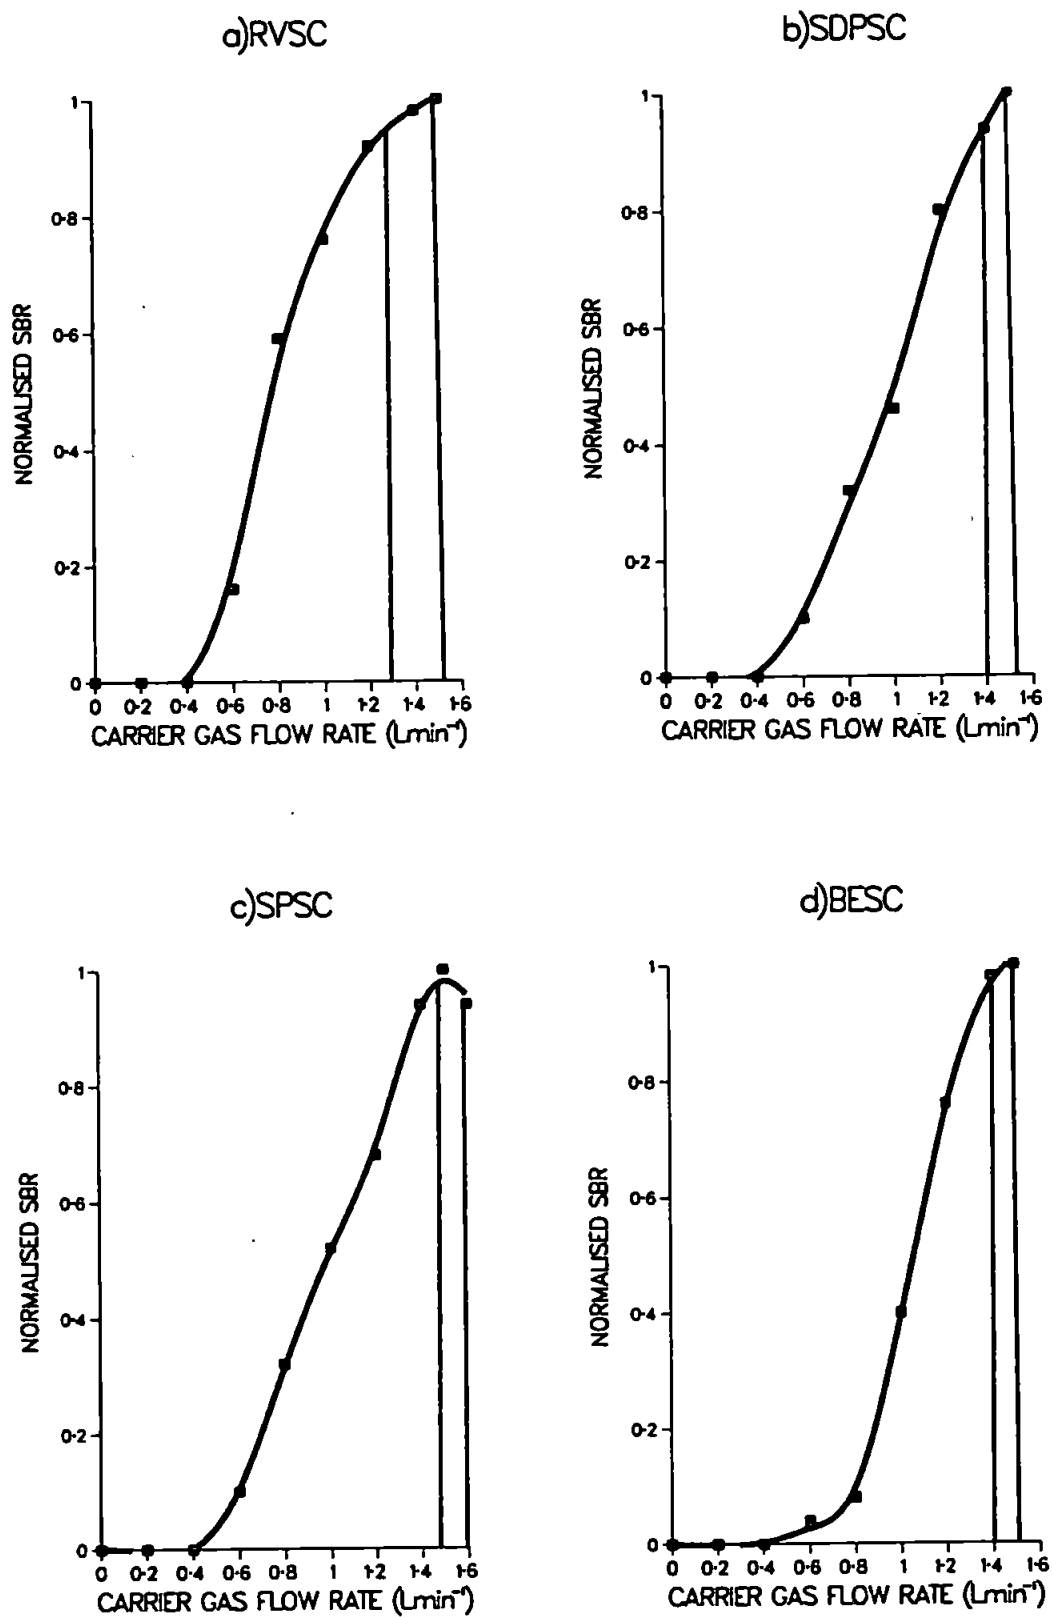 a)RVSC
1
0·8
0·6
0·4
0·2
0
NORMALISED SBR
0 0·2 0·4 0·6 0·8 1 1·2 1·4 1·6
CARRIER GAS FLOW RATE (Lmin⁻¹)
b)SDPSC
1
0·8
0·6
0·4
0·2
0
NORMALISED SBR
0 0·2 0·4 0·6 0·8 1 1·2 1·4 1·6
CARRIER GAS FLOW RATE (Lmin⁻¹)
c)SPSC
1
0·8
0·6
0·4
0·2
0
NORMALISED SBR
0 0·2 0·4 0·6 0·8 1 1·2 1·4 1·6
CARRIER GAS FLOW RATE (Lmin⁻¹)
d)BESC
1
0·8
0·6
0·4
0·2
0
NORMALISED SBR
0 0·2 0·4 0·6 0·8 1 1·2 1·4 1·6
CARRIER GAS FLOW RATE (Lmin⁻¹)